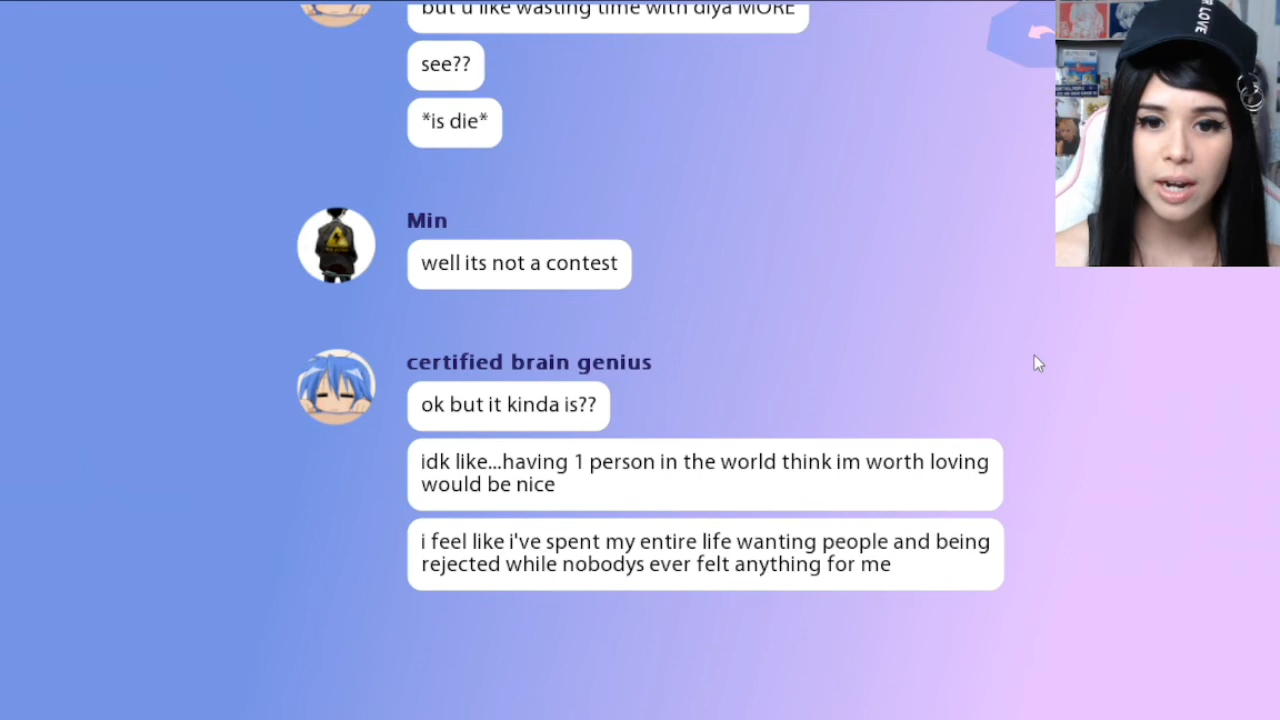 but u like wasting time with diya MORE
see??
*is die*
Min
well its not a contest
certified brain genius
ok but it kinda is??
idk like...having 1 person in the world think im worth loving
would be nice
i feel like i've spent my entire life wanting people and being
rejected while nobodys ever felt anything for me
R LOVE